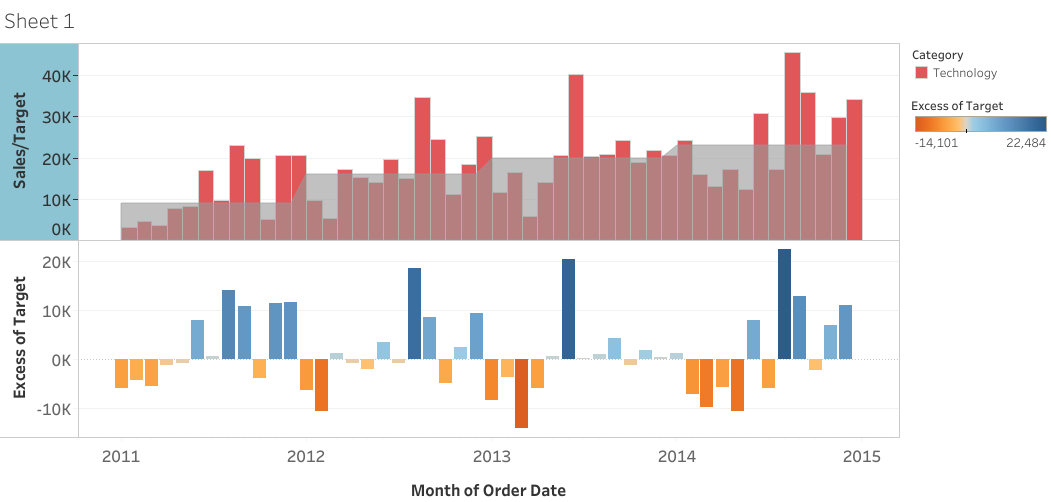 Sheet 1
Sales/Target
40K
30K
20K
10K
0K
Excess of Target
20K
10K
0K
-10K
2011 2012 2013 2014 2015
Month of Order Date
Category
Technology
Excess of Target
-14,101 22,484